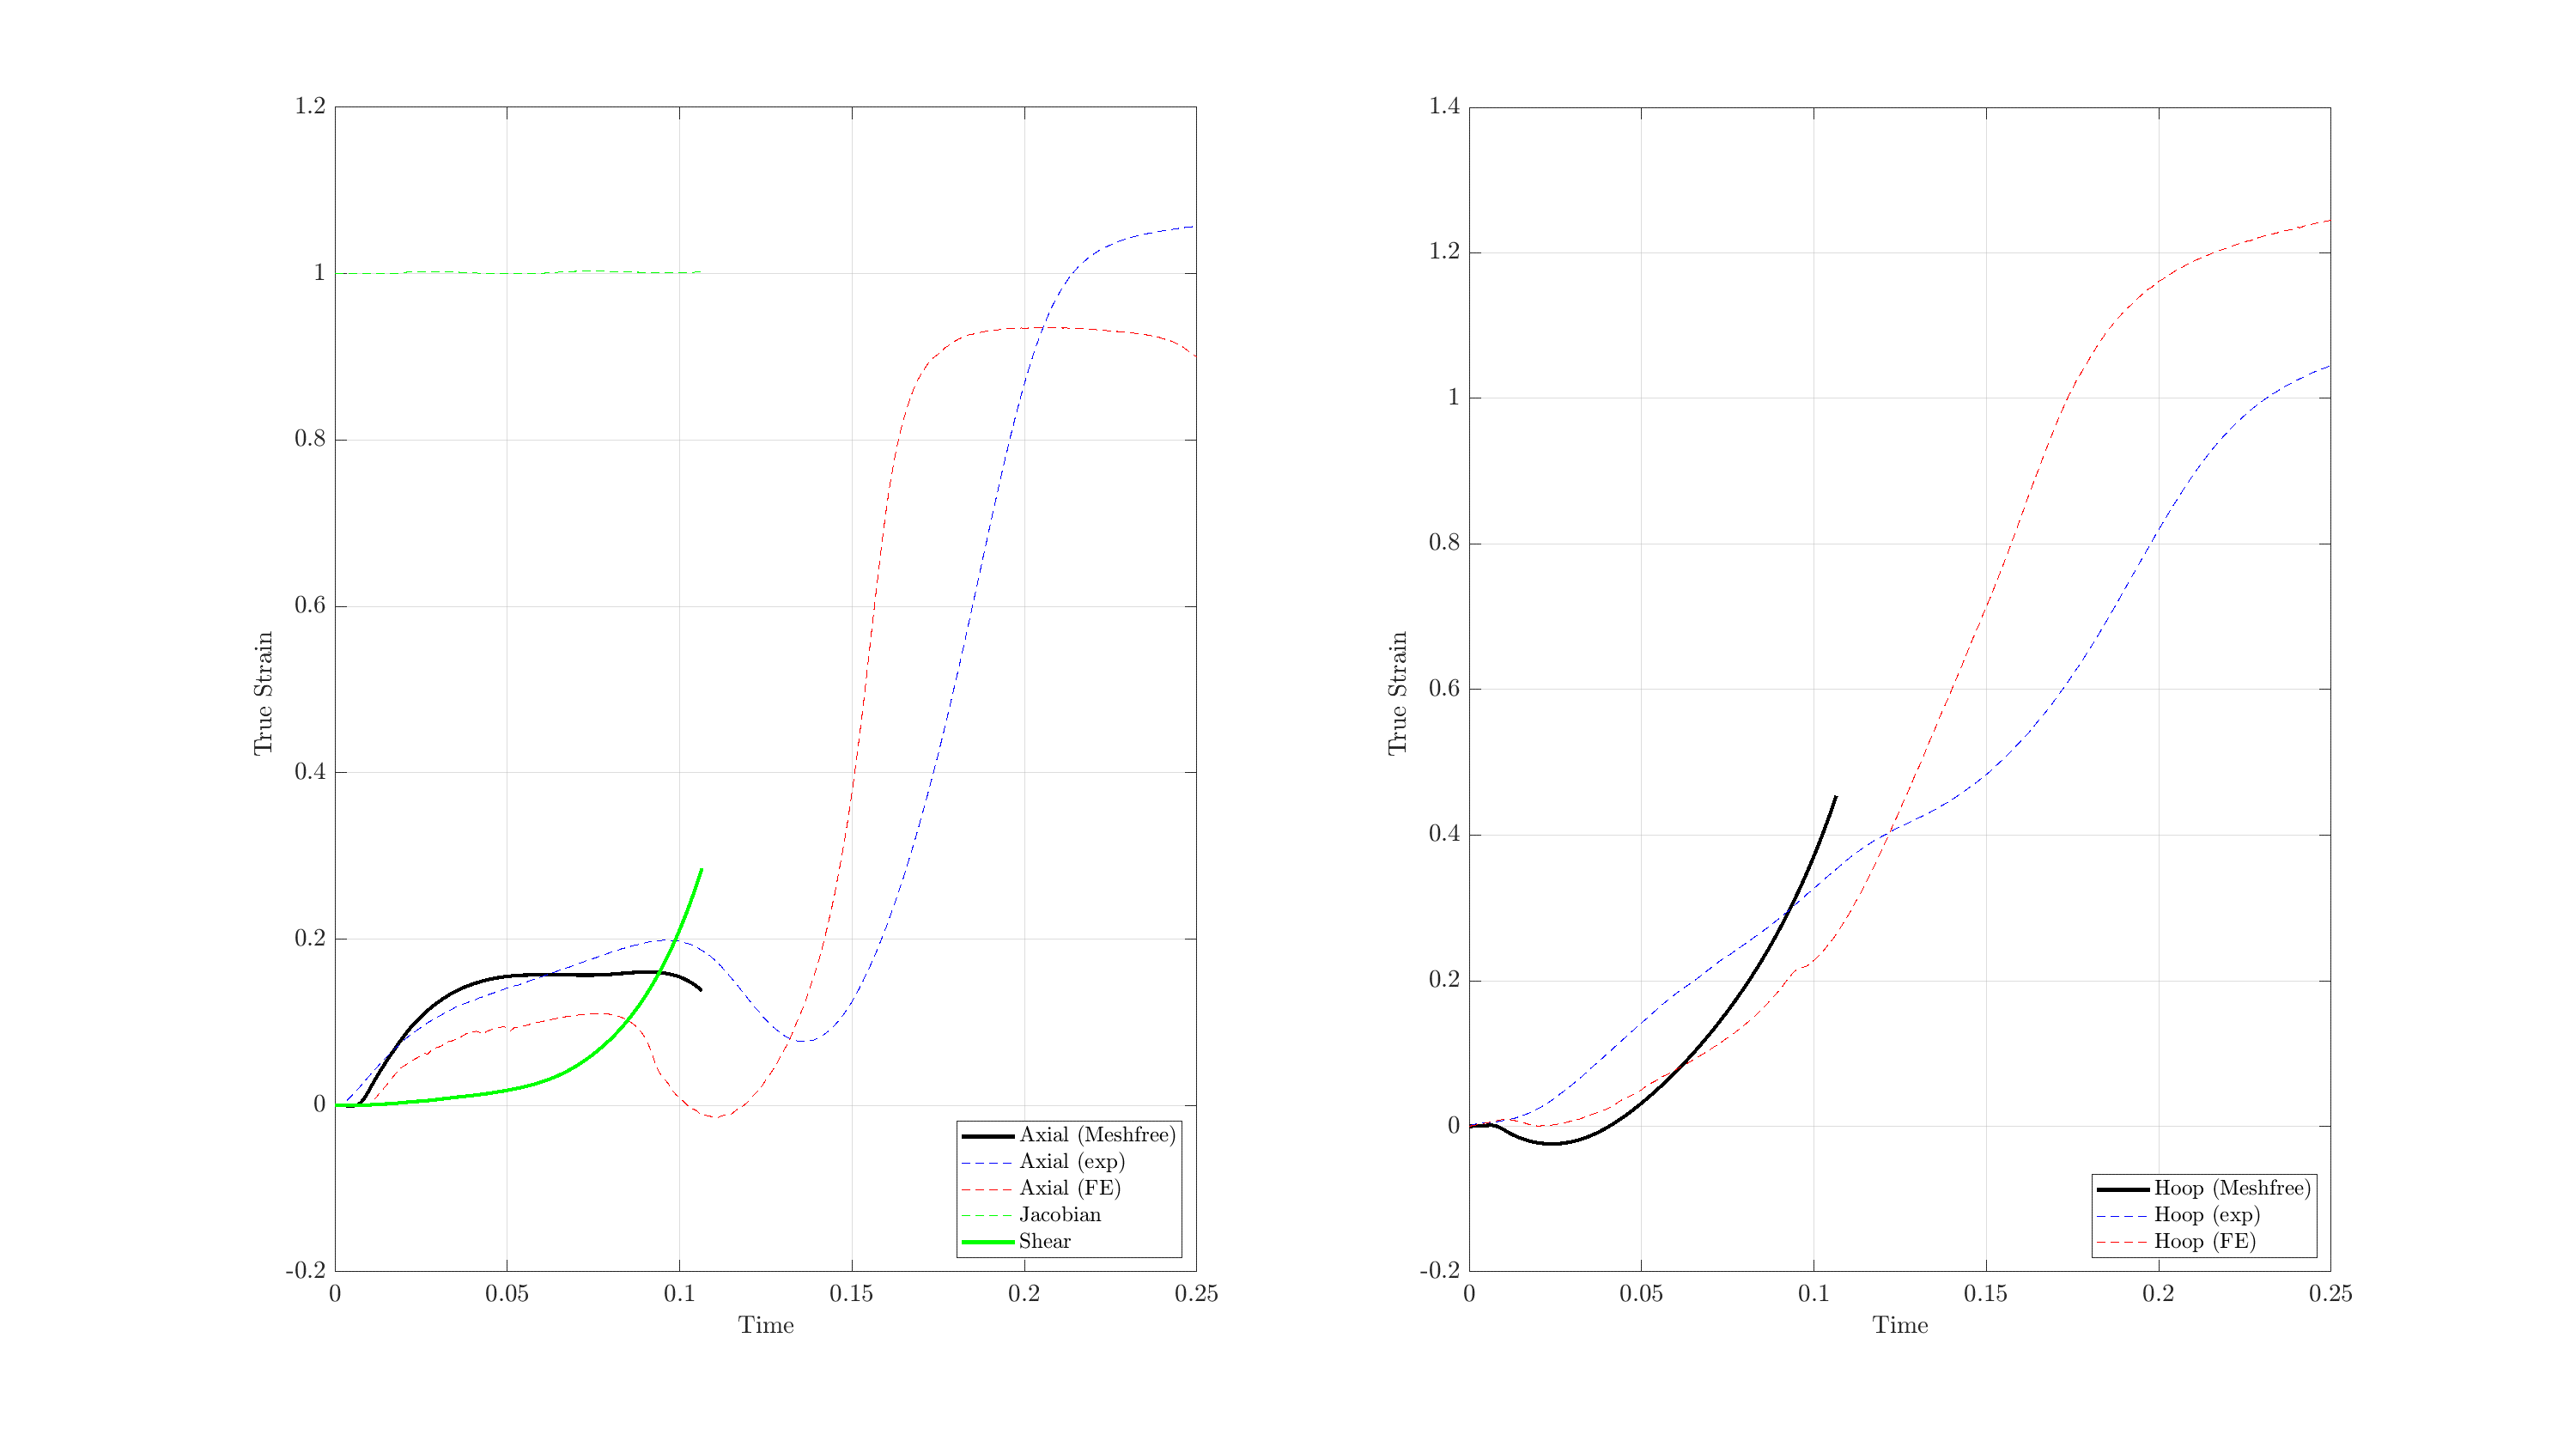 1.2
1
0.8
0.6
0.4
0.2
0
-0.2
True Strain
0 0.05 0.1 0.15 0.2 0.25
Time
Axial (Meshfree)
Axial (exp)
Axial (FE)
Jacobian
Shear
1.4
1.2
1
0.8
0.6
0.4
0.2
0
-0.2
True Strain
0 0.05 0.1 0.15 0.2 0.25
Time
Hoop (Meshfree)
Hoop (exp)
Hoop (FE)